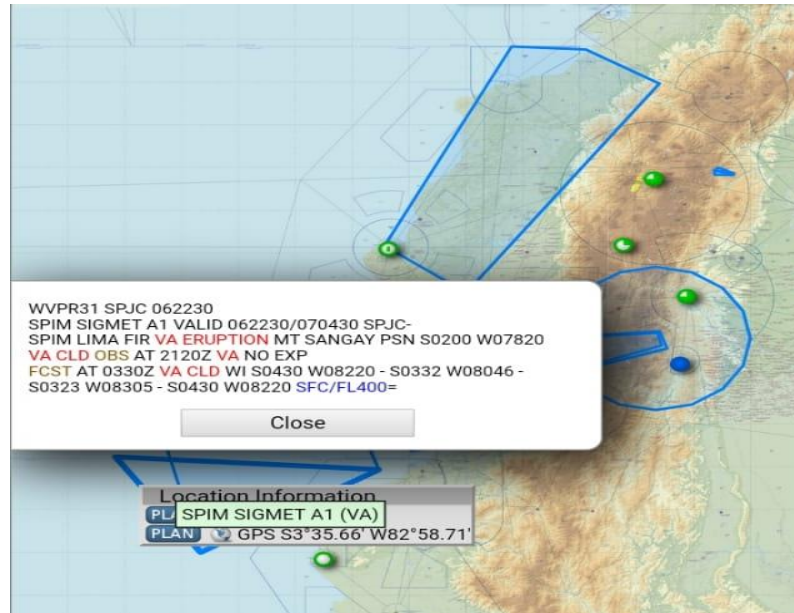 WVPR31 SPJC 062230
SPIM SIGMET A1 VALID 062230/070430 SPJC-
SPIM LIMA FIR VA ERUPTION MT SANGAY PSN S0200 W07820
VA CLD OBS AT 2120Z VA NO EXP
FCST AT 0330Z VA CLD WI S0430 W08220 - S0332 W08046 -
S0323 W08305 - S0430 W08220 SFC/FL400=
Close
Location Information
SPIM SIGMET A1 (VA)
PLAN GPS S3°35.66' W82°58.71'